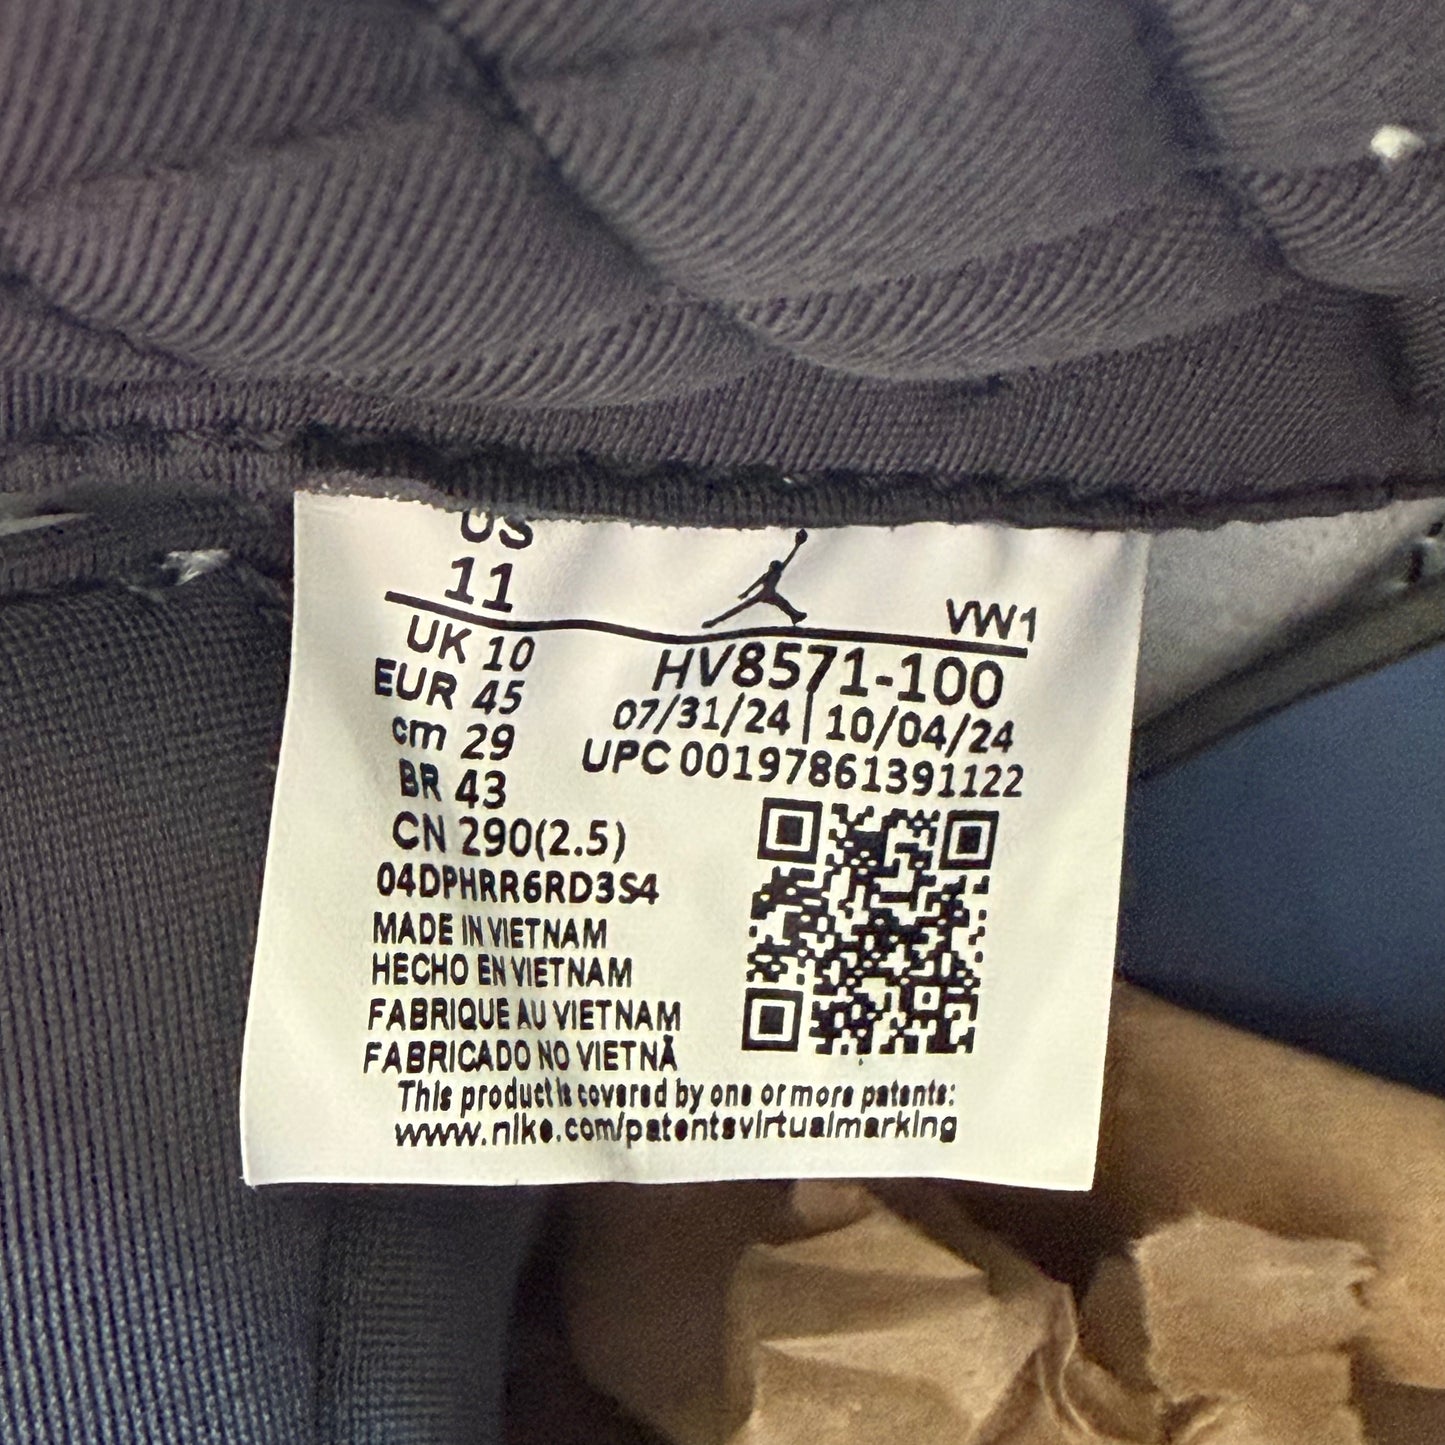 US
11
VW1
UK 10
EUR 45
cm 29
BR 43
CN 290(2.5)
HV8571-100
07/31/24 | 10/04/24
UPC 00197861391122
04DPHRR6RD3S4
MADE IN VIETNAM
HECHO EN VIETNAM
FABRIQUE AU VIETNAM
FABRICADO NO VIETNÃ
This product is covered by one or more patents:
www.nike.com/patentsvirtualmarking